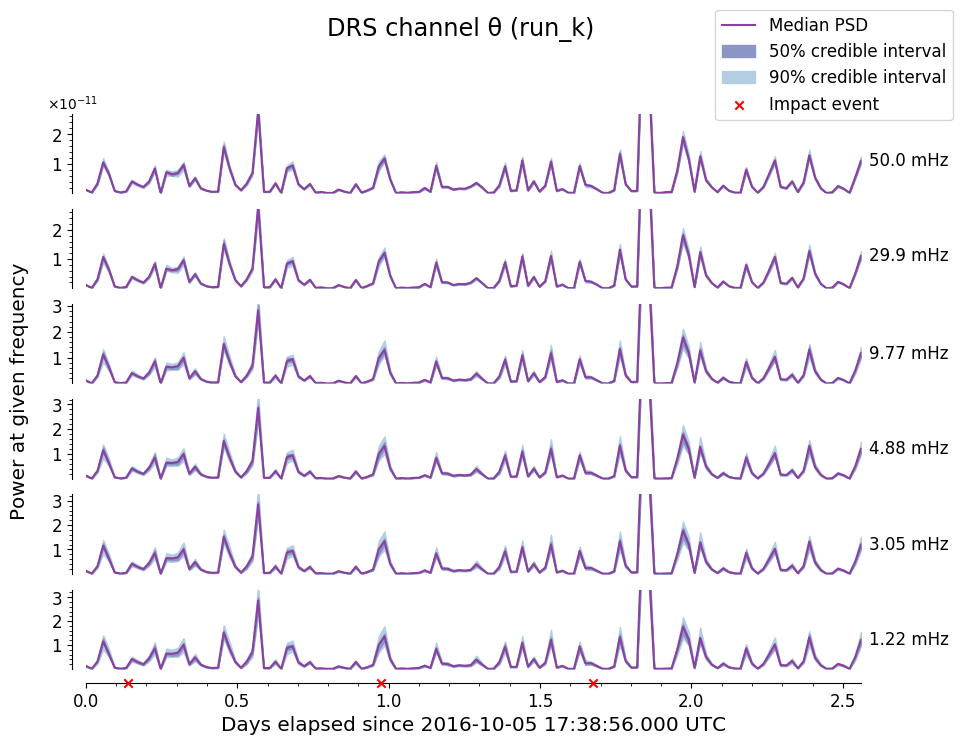 DRS channel θ (run_k)
Median PSD
50% credible interval
90% credible interval
Impact event
×10⁻¹¹
2
1
50.0 mHz
2
1
29.9 mHz
3
2
1
9.77 mHz
3
2
1
4.88 mHz
3
2
1
3.05 mHz
3
2
1
1.22 mHz
Power at given frequency
0.0 0.5 1.0 1.5 2.0 2.5
Days elapsed since 2016-10-05 17:38:56.000 UTC